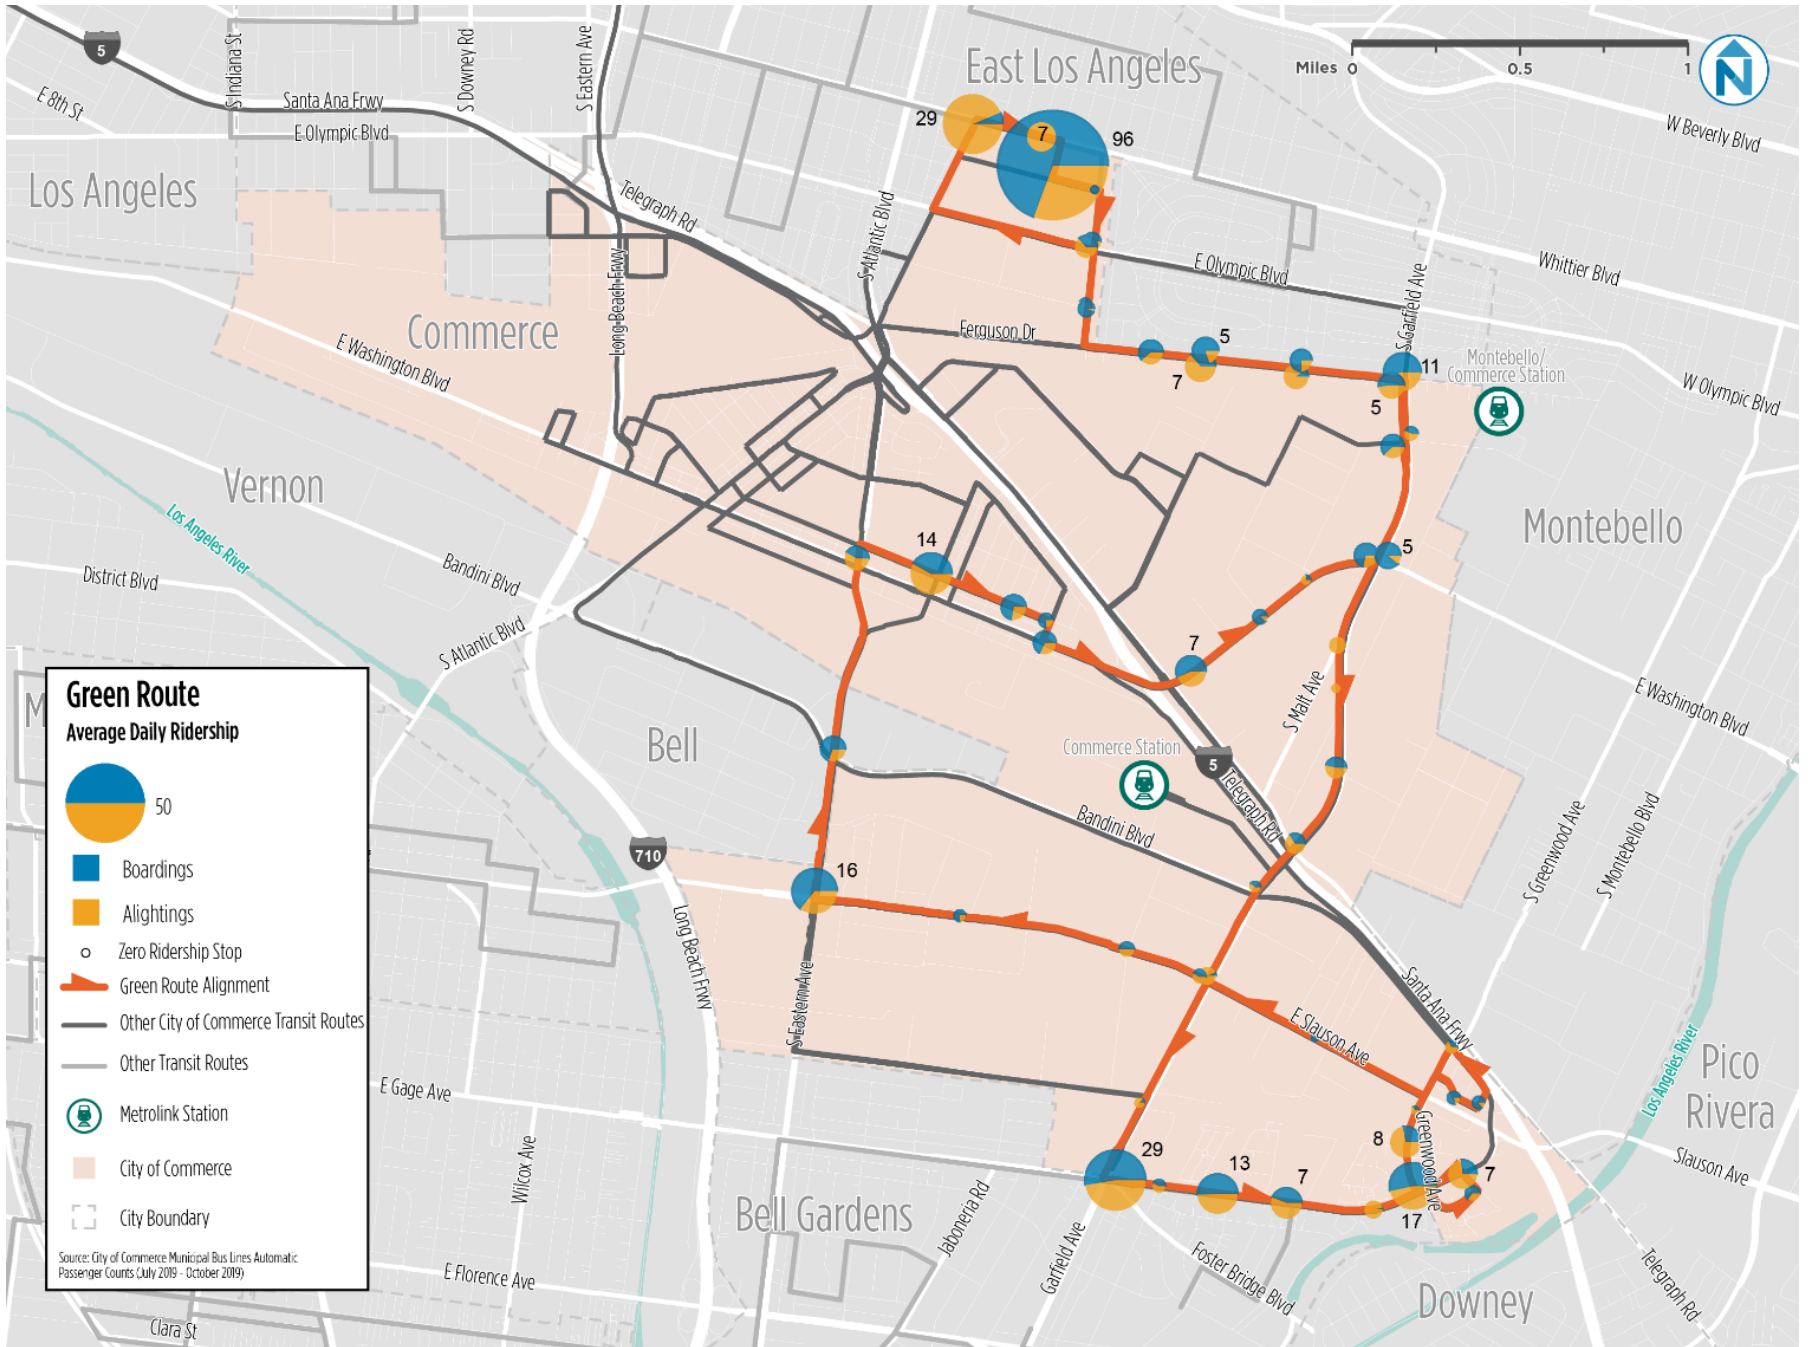 East Los Angeles
Miles 0 0.5 1
N
5
S Indiana St
S Downey Rd
S Eastern Ave
E 8th St
Santa Ana Frwy
E Olympic Blvd
W Beverly Blvd
29
7
96
Los Angeles
Telegraph Rd
S Atlantic Blvd
E Olympic Blvd
Whittier Blvd
Long Beach Frwy
S Garfield Ave
Commerce
Ferguson Dr
5
E Washington Blvd
7
11
Montebello/
Commerce Station
5
W Olympic Blvd
Vernon
Los Angeles River
Montebello
14
5
District Blvd
Bandini Blvd
S Atlantic Blvd
7
E Washington Blvd
S Malt Ave
Bell
Commerce Station
5
Telegraph Rd
Bandini Blvd
S Greenwood Ave
S Montebello Blvd
710
16
Long Beach Frwy
S Eastern Ave
Santa Ana Frwy
E Slauson Ave
Los Angeles River
Pico
Rivera
E Gage Ave
Wilcox Ave
8
Greenwood Ave
29
13
7
7
17
Slauson Ave
Bell Gardens
Jaboneria Rd
Garfield Ave
Foster Bridge Blvd
Telegraph Rd
Downey
E Florence Ave
Clara St
M
Green Route
Average Daily Ridership
50
Boardings
Alightings
Zero Ridership Stop
Green Route Alignment
Other City of Commerce Transit Routes
Other Transit Routes
Metrolink Station
City of Commerce
City Boundary
Source: City of Commerce Municipal Bus Lines Automatic
Passenger Counts (July 2019 - October 2019)